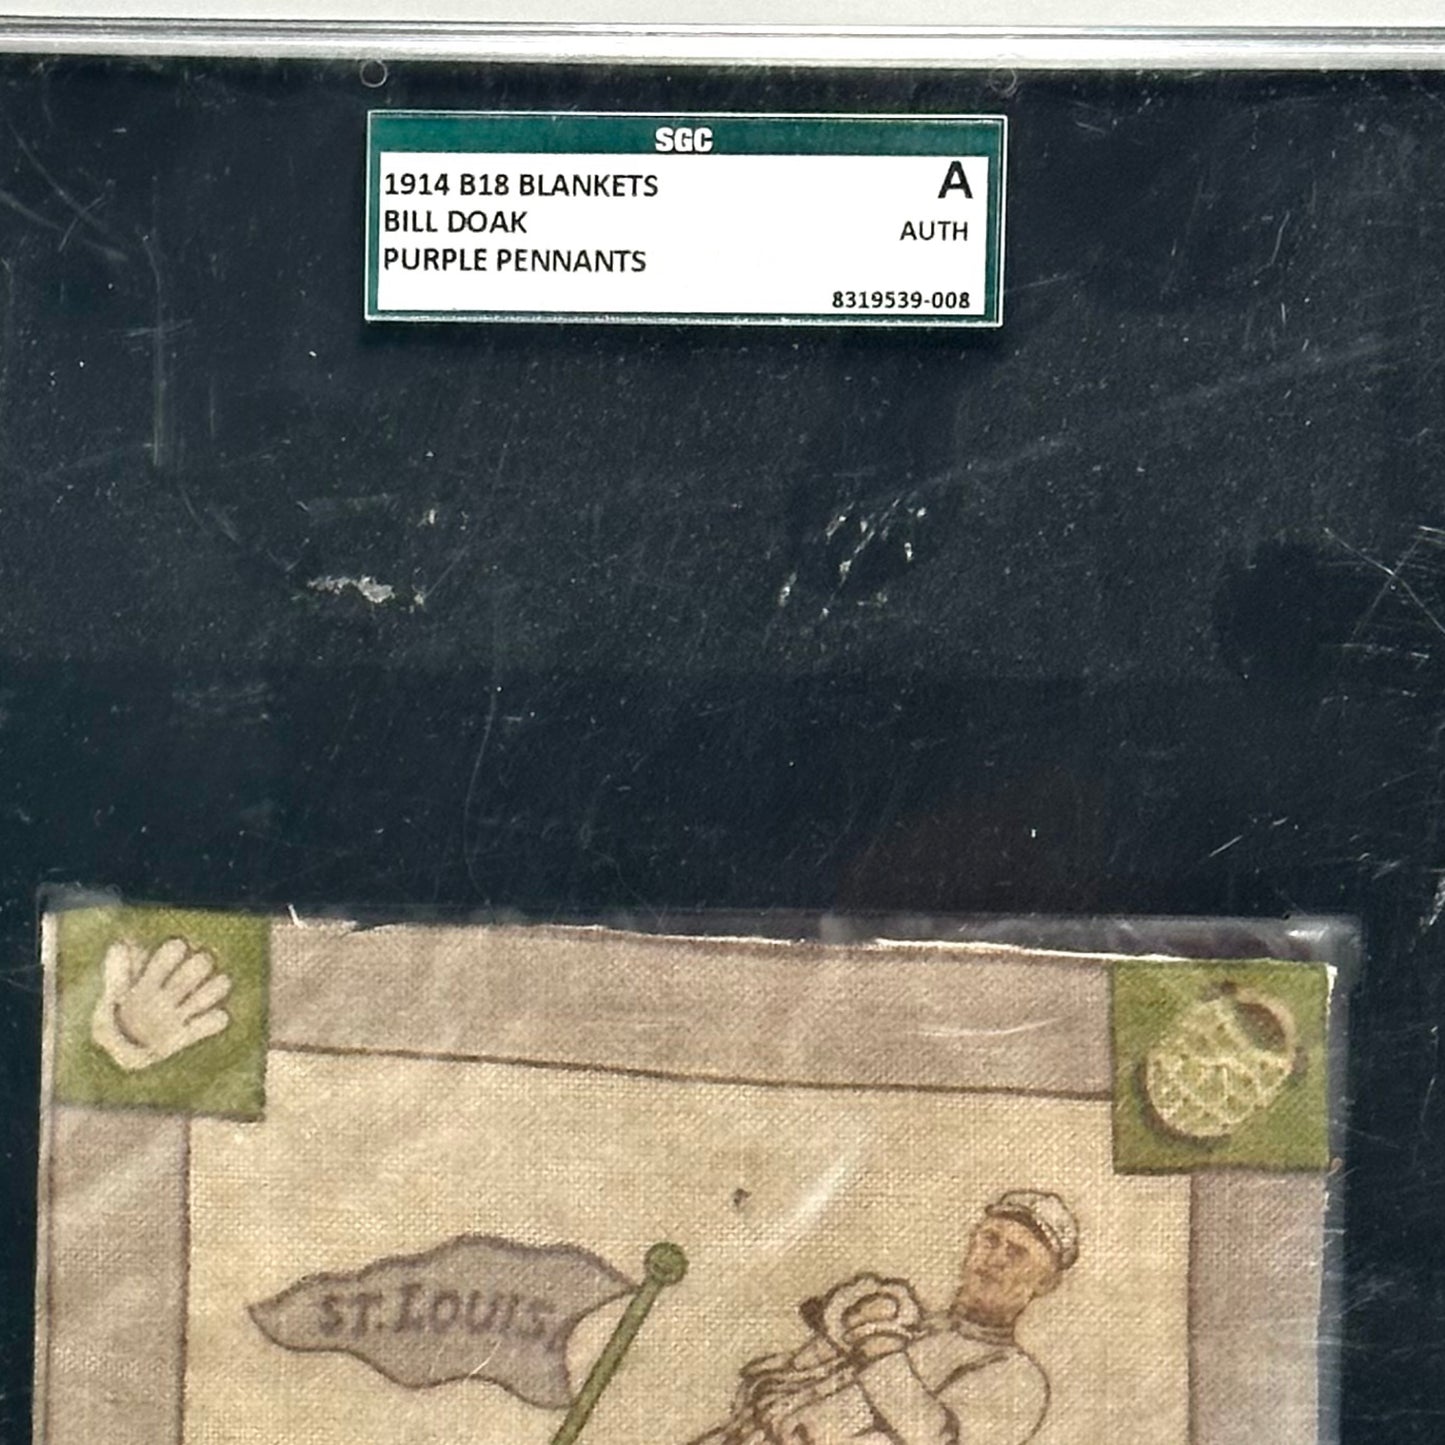 SGC
1914 B18 BLANKETS
A
BILL DOAK
AUTH
PURPLE PENNANTS
8319539-008
ST. LOUIS